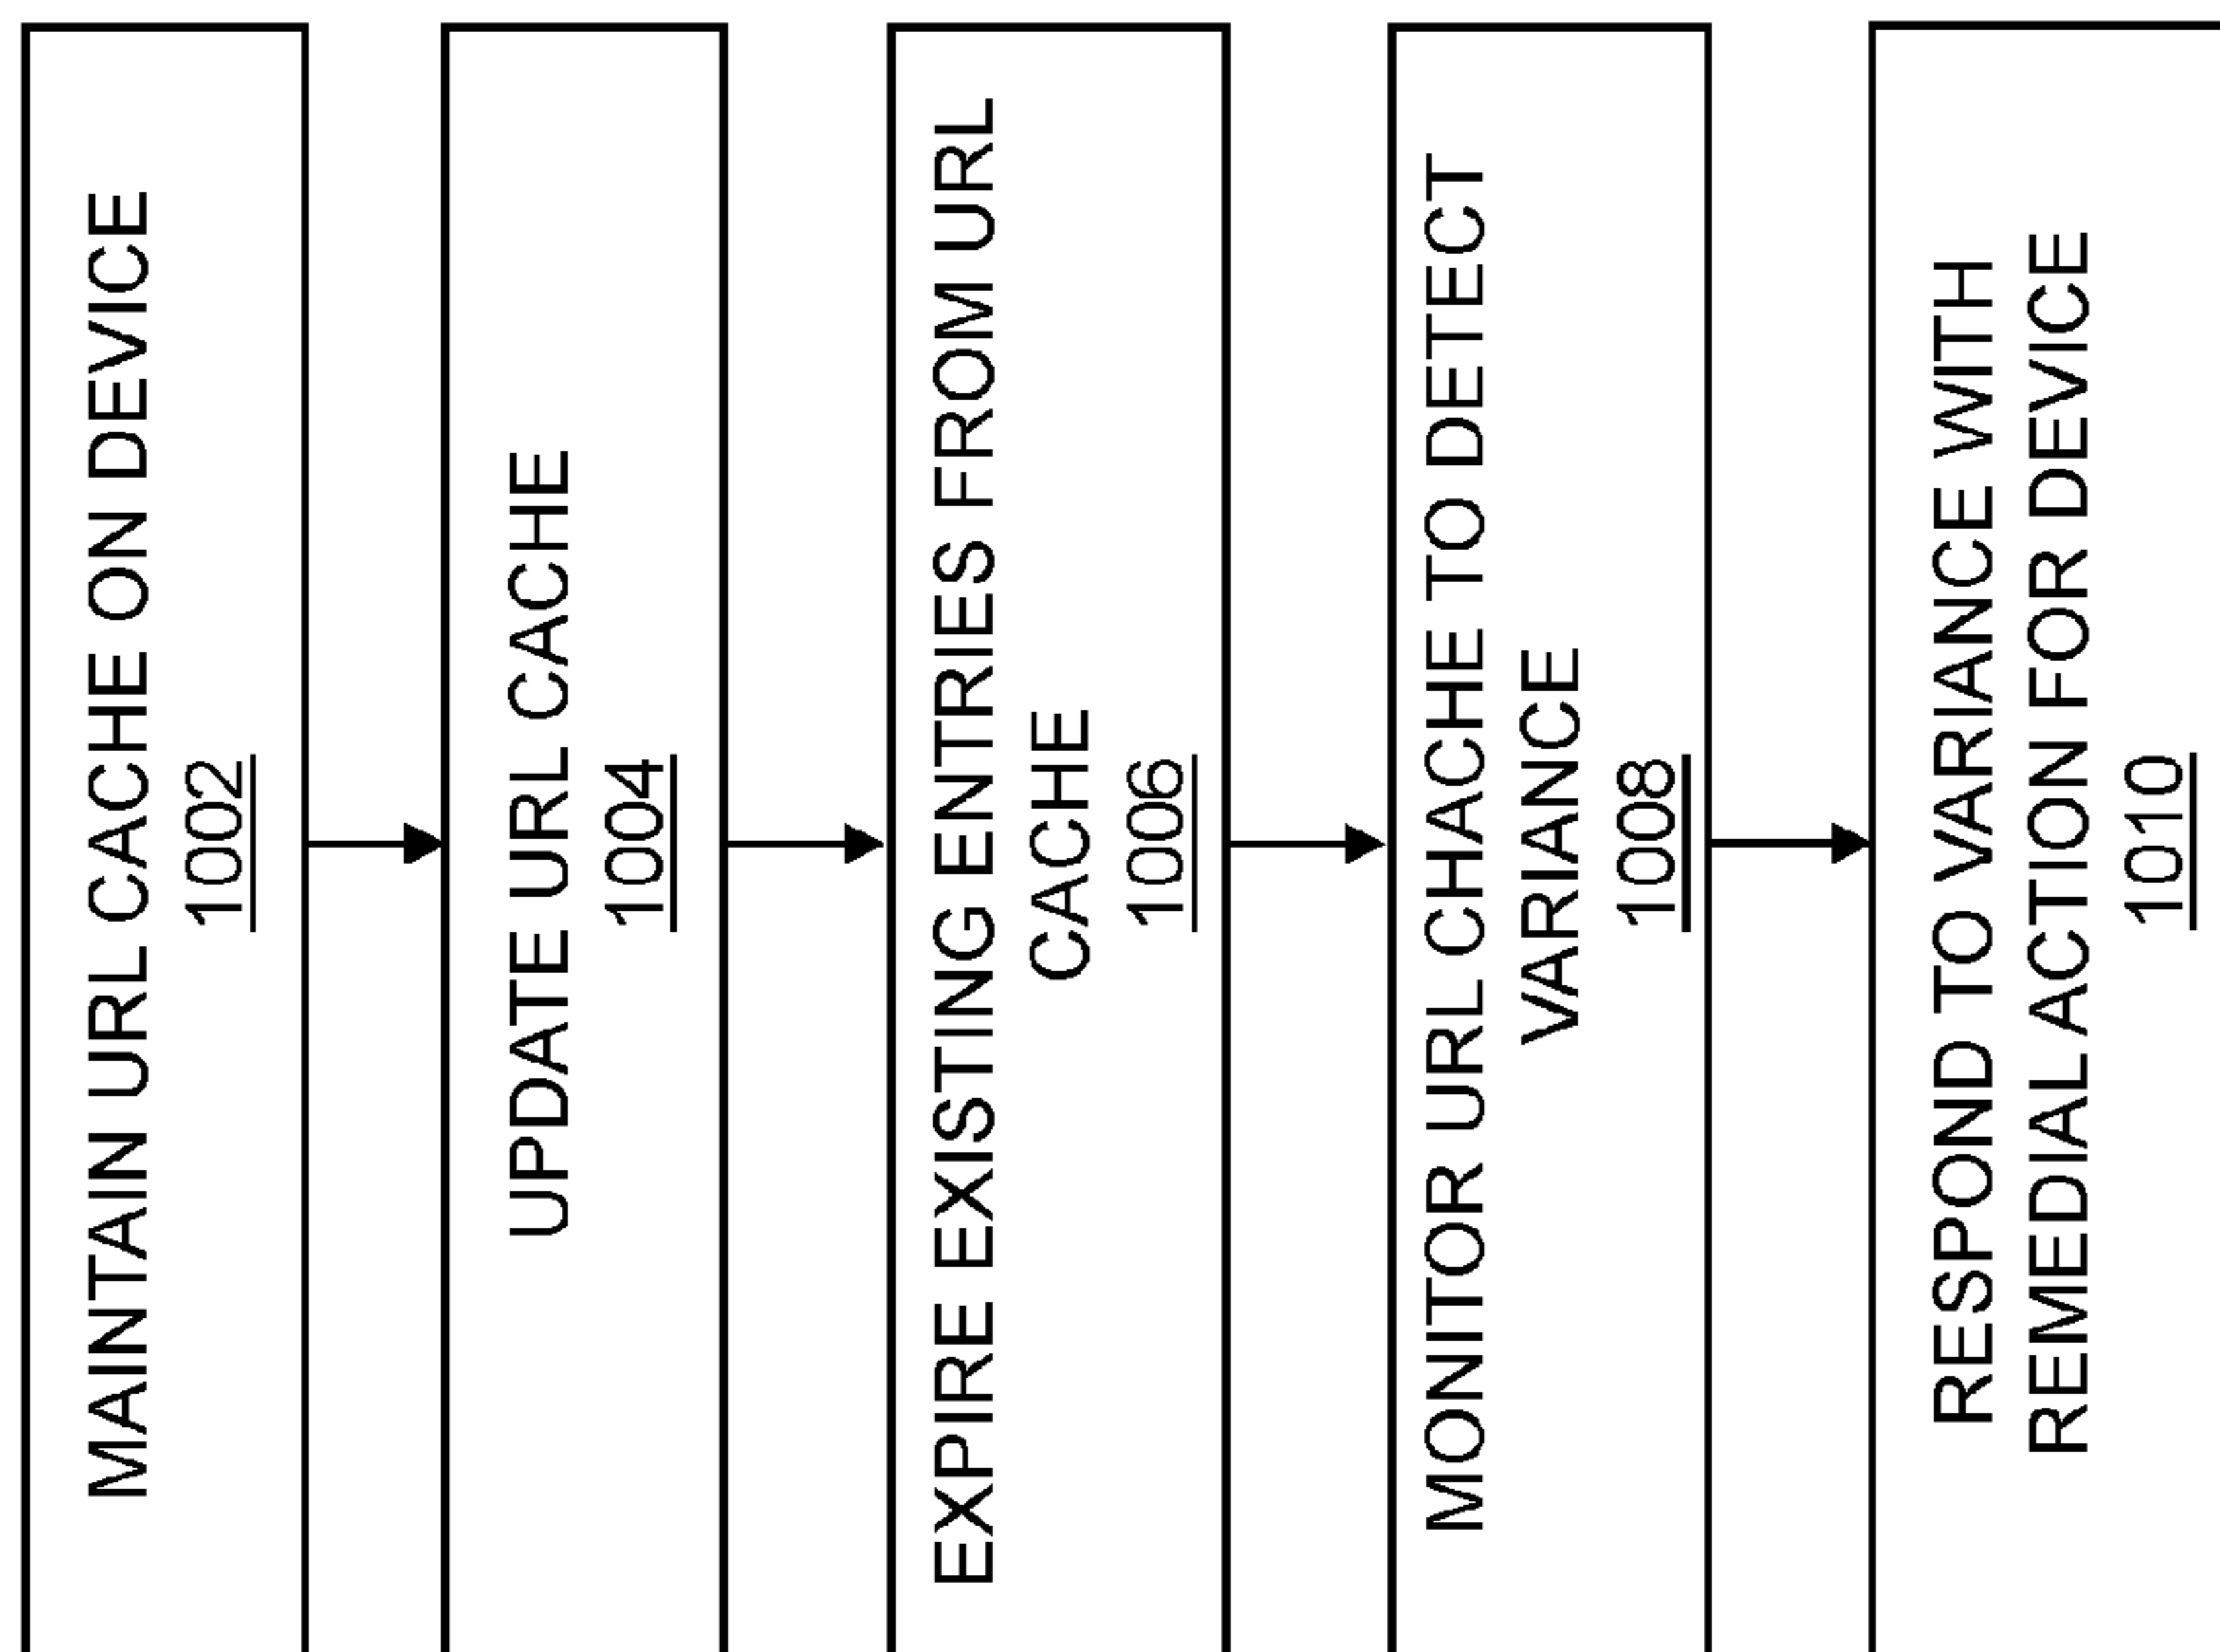 MAINTAIN URL CACHE ON DEVICE
1002
UPDATE URL CACHE
1004
EXPIRE EXISTING ENTRIES FROM URL
CACHE
1006
MONITOR URL CHACHE TO DETECT
VARIANCE
1008
RESPOND TO VARIANCE WITH
REMEDIAL ACTION FOR DEVICE
1010